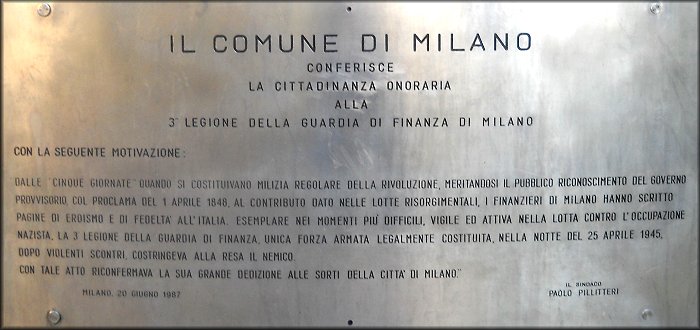 IL COMUNE DI MILANO
CONFERISCE
LA CITTADINANZA ONORARIA
ALLA
3ª LEGIONE DELLA GUARDIA DI FINANZA DI MILANO
CON LA SEGUENTE MOTIVAZIONE:
DALLE "CINQUE GIORNATE" QUANDO SI COSTITUIVANO MILIZIA REGOLARE DELLA RIVOLUZIONE, MERITANDOSI IL PUBBLICO RICONOSCIMENTO DEL GOVERNO
PROVVISORIO, COL PROCLAMA DEL 1 APRILE 1848, AL CONTRIBUTO DATO NELLE LOTTE RISORGIMENTALI, I FINANZIERI DI MILANO HANNO SCRITTO
PAGINE DI EROISMO E DI FEDELTA' ALL'ITALIA. ESEMPLARE NEI MOMENTI PIU' DIFFICILI, VIGILE ED ATTIVA NELLA LOTTA CONTRO L'OCCUPAZIONE
NAZISTA, LA 3 LEGIONE DELLA GUARDIA DI FINANZA, UNICA FORZA ARMATA LEGALMENTE COSTITUITA, NELLA NOTTE DEL 25 APRILE 1945,
DOPO VIOLENTI SCONTRI, COSTRINGEVA ALLA RESA IL NEMICO.
CON TALE ATTO RICONFERMAVA LA SUA GRANDE DEDIZIONE ALLE SORTI DELLA CITTA' DI MILANO."
MILANO, 20 GIUGNO 1987
IL SINDACO
PAOLO PILLITTERI